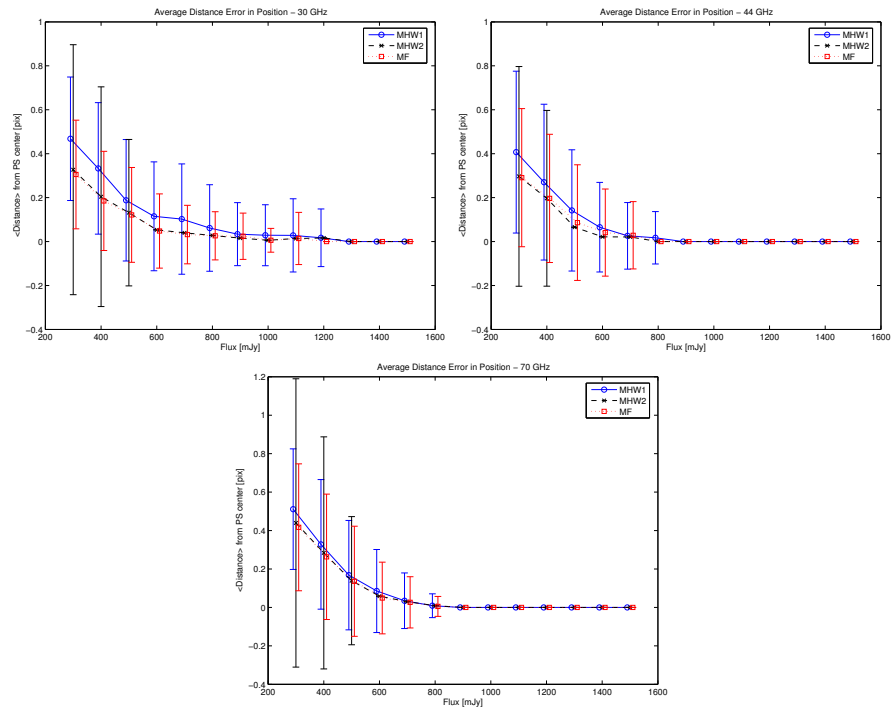 Average Distance Error in Position − 30 GHz
1
0.8
0.6
0.4
0.2
0
−0.2
−0.4
<Distance> from PS center [pix]
200 400 600 800 1000 1200 1400 1600
Flux [mJy]
MHW1
MHW2
MF
Average Distance Error in Position − 44 GHz
1
0.8
0.6
0.4
0.2
0
−0.2
−0.4
<Distance> from PS center [pix]
200 400 600 800 1000 1200 1400 1600
Flux [mJy]
MHW1
MHW2
MF
Average Distance Error in Position − 70 GHz
1.2
1
0.8
0.6
0.4
0.2
0
−0.2
−0.4
<Distance> from PS center [pix]
200 400 600 800 1000 1200 1400 1600
Flux [mJy]
MHW1
MHW2
MF